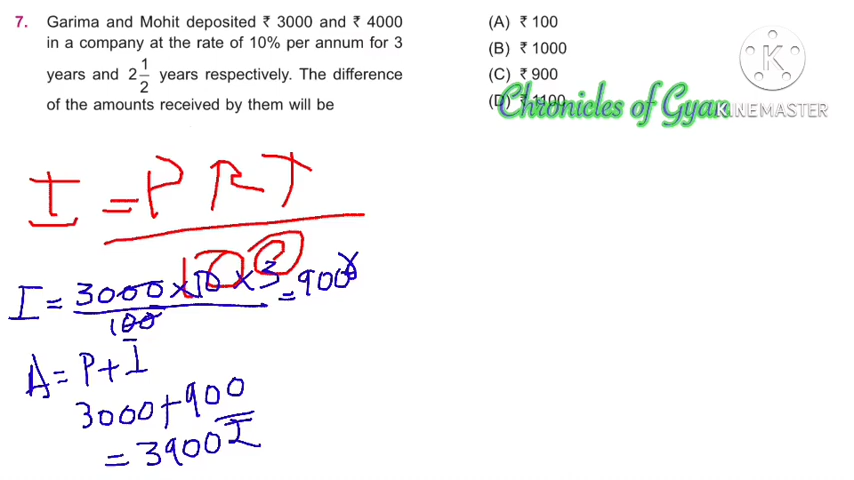 7. Garima and Mohit deposited ₹ 3000 and ₹ 4000
in a company at the rate of 10% per annum for 3
years and 2 1/2 years respectively. The difference
of the amounts received by them will be
(A) ₹ 100
(B) ₹ 1000
(C) ₹ 900
(D) ₹ 1100
Chronicles of Gyan
KINEMASTER
I = PRT
100
I = 3000 × 10 × 3 = 900
100
A = P + I
3000 + 900
= 3900 I